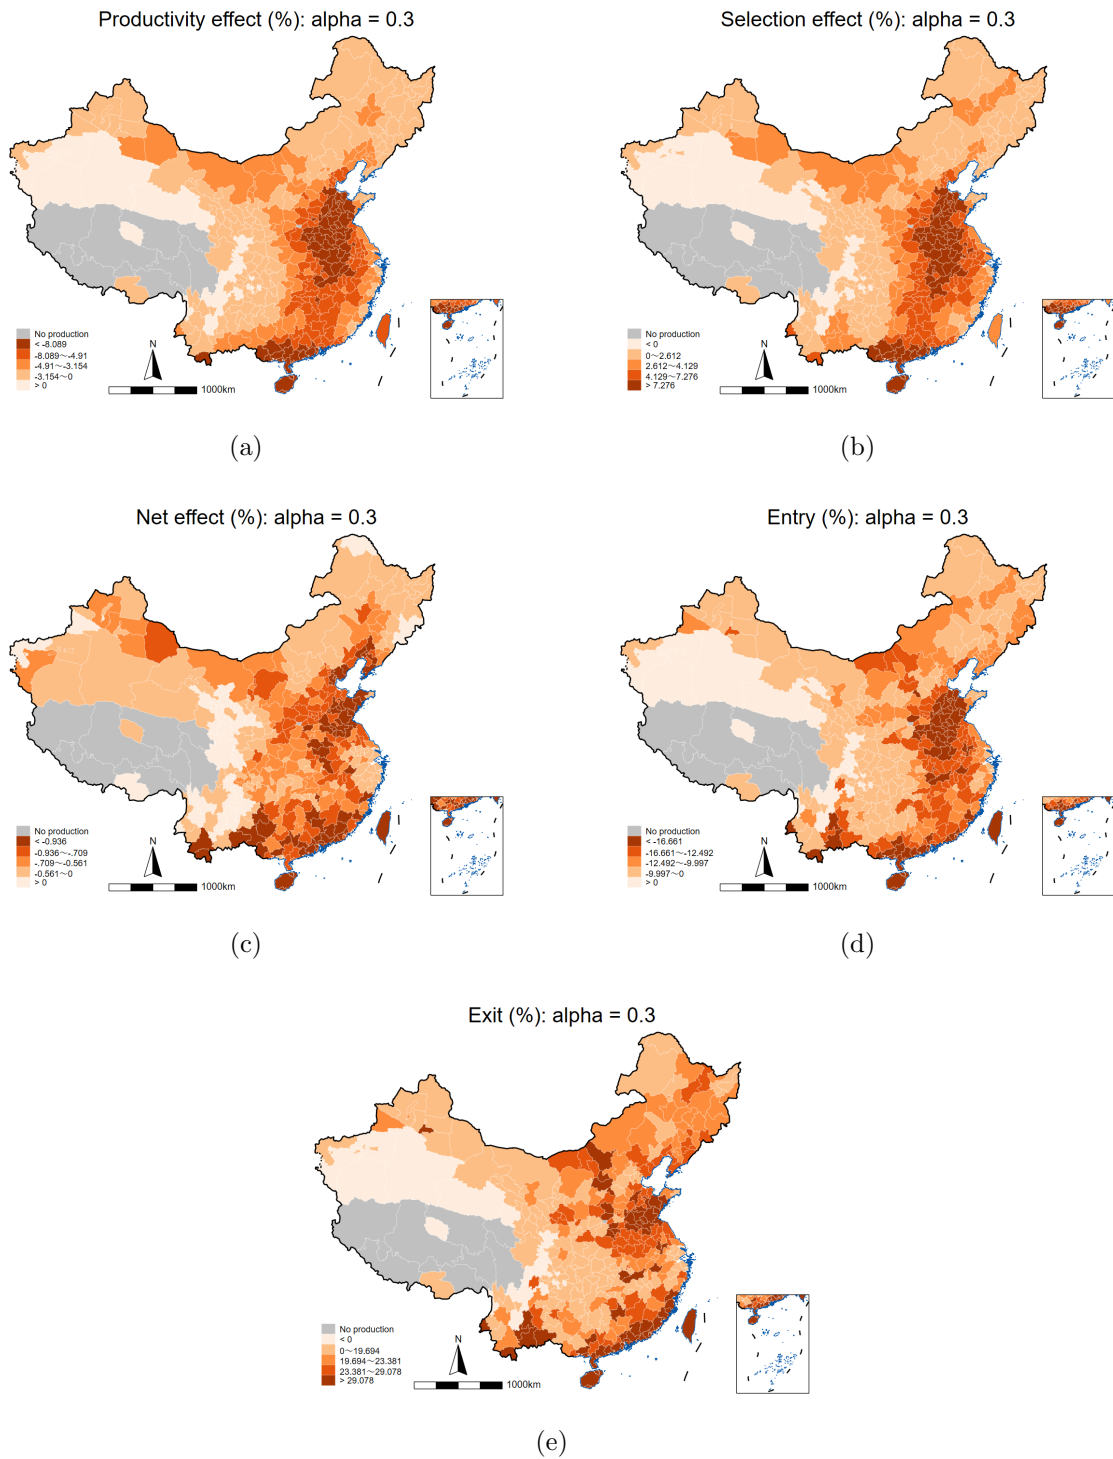 Productivity effect (%): alpha = 0.3
N
No production
< -8.089
-8.089～-4.91
-4.91～-3.154
-3.154～0
> 0
1000km
(a)
Selection effect (%): alpha = 0.3
N
No production
< 0
0～2.612
2.612～4.129
4.129～7.276
> 7.276
1000km
(b)
Net effect (%): alpha = 0.3
N
No production
< -0.936
-0.936～-.709
-.709～-0.561
-0.561～0
> 0
1000km
(c)
Entry (%): alpha = 0.3
N
No production
< -16.661
-16.661～-12.492
-12.492～-9.997
-9.997～0
> 0
1000km
(d)
Exit (%): alpha = 0.3
N
No production
< 0
0～19.694
19.694～23.381
23.381～29.078
> 29.078
1000km
(e)